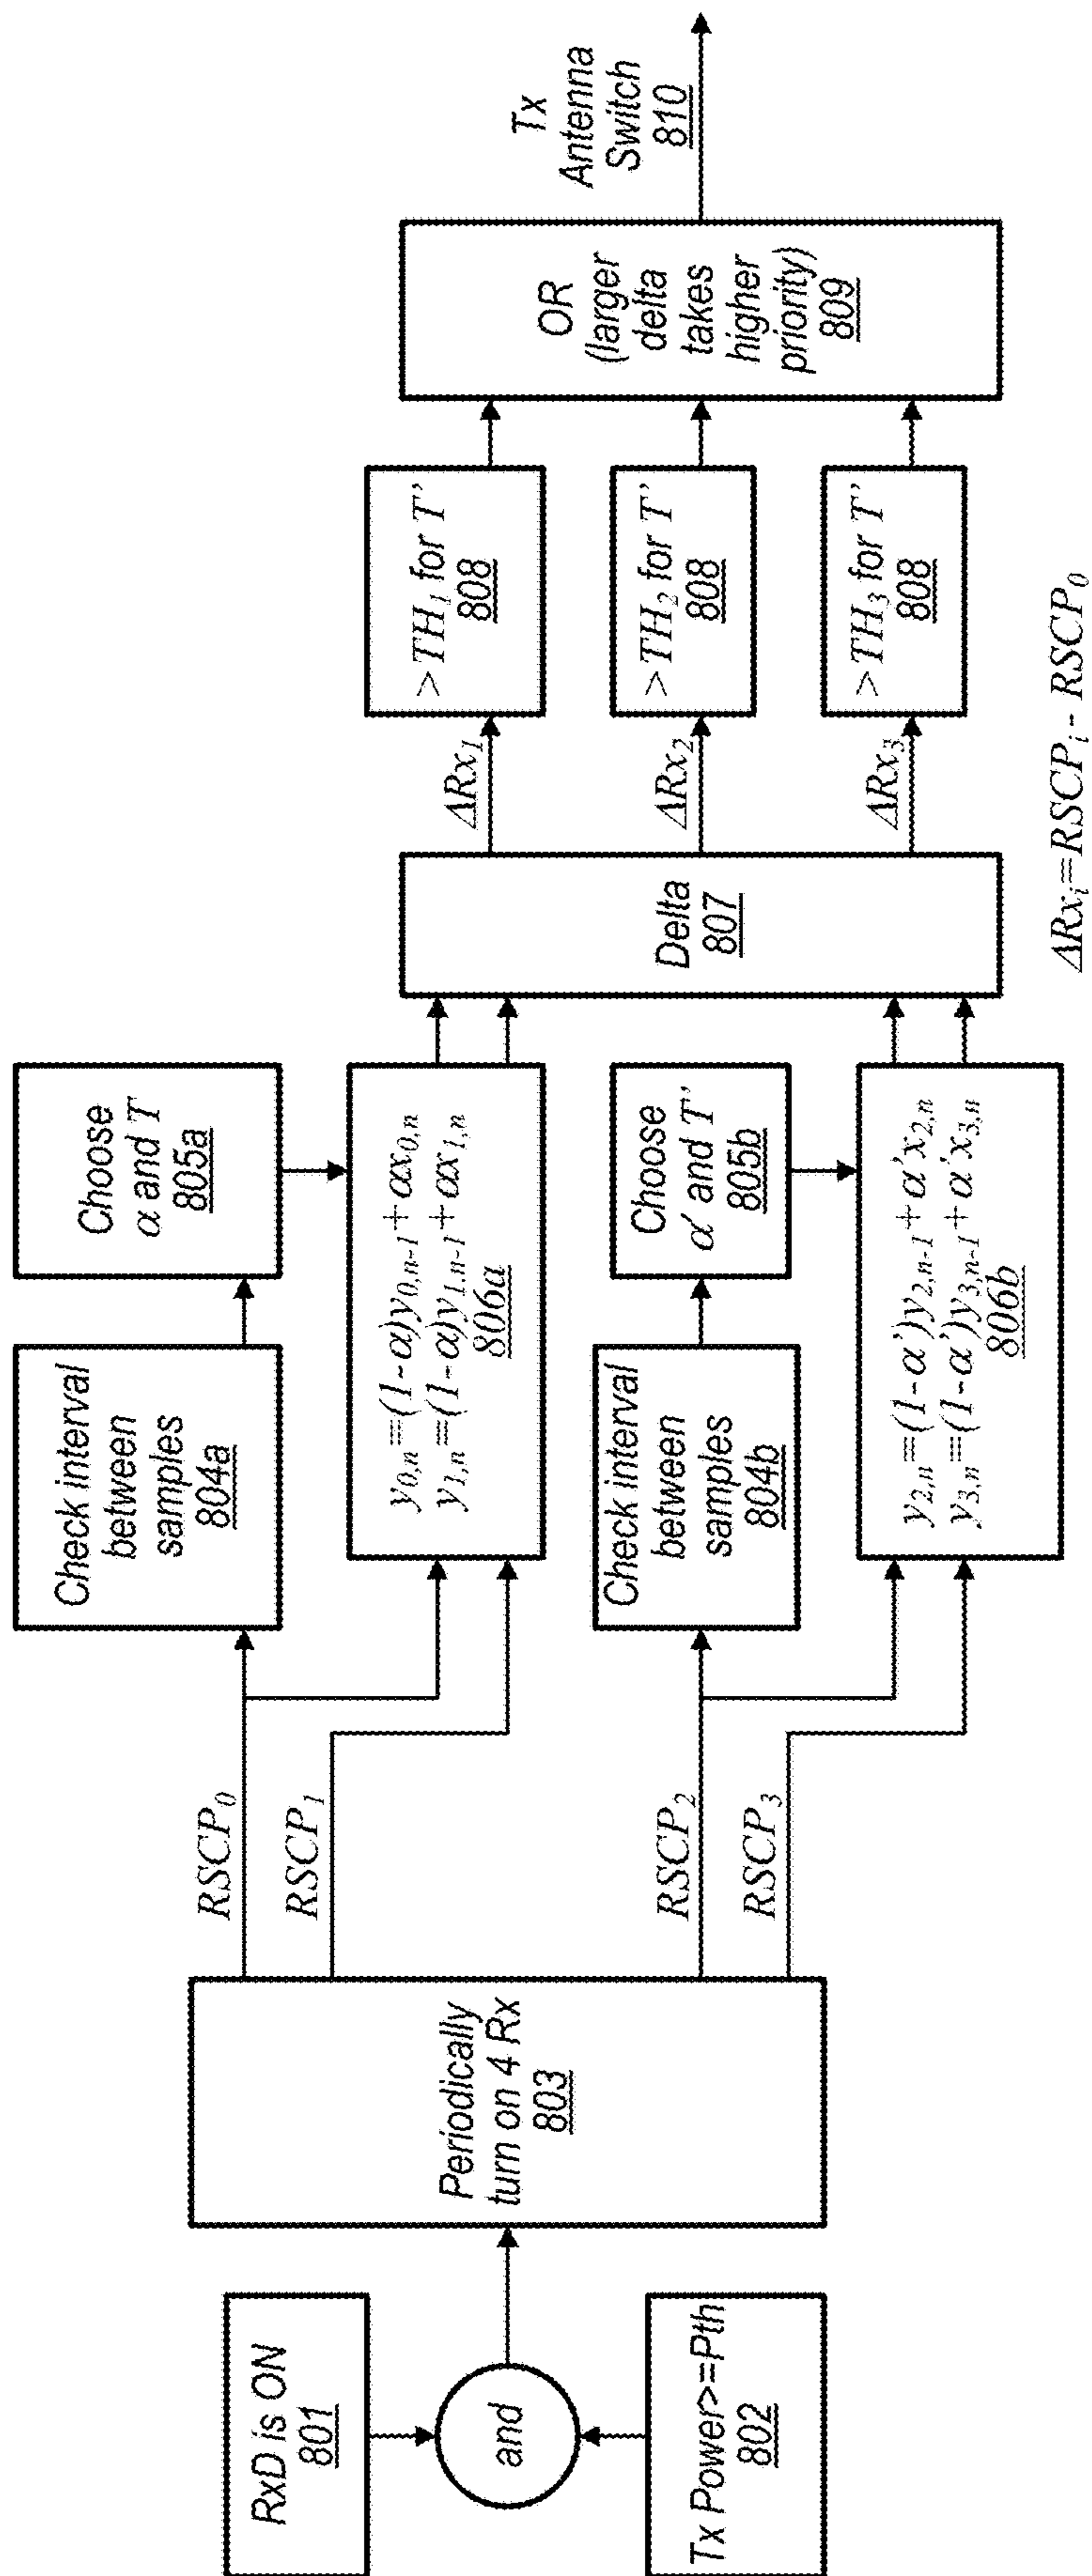 RxD is ON
801
and
Tx Power>=Pth
802
Periodically
turn on 4 Rx
803
RSCP₀
RSCP₁
RSCP₂
RSCP₃
Check interval
between
samples
804a
Choose
α and T
805a
y₀,ₙ=(1-α)y₀,ₙ₋₁+αx₀,ₙ
y₁,ₙ=(1-α)y₁,ₙ₋₁+αx₁,ₙ
806a
Check interval
between
samples
804b
Choose
α' and T'
805b
y₂,ₙ=(1-α')y₂,ₙ₋₁+α'x₂,ₙ
y₃,ₙ=(1-α')y₃,ₙ₋₁+α'x₃,ₙ
806b
Delta
807
ΔRx₁
ΔRx₂
ΔRx₃
>TH₁ for T'
808
>TH₂ for T'
808
>TH₃ for T'
808
OR
(larger
delta
takes
higher
priority)
809
Tx
Antenna
Switch
810
ΔRxᵢ=RSCPᵢ-RSCP₀